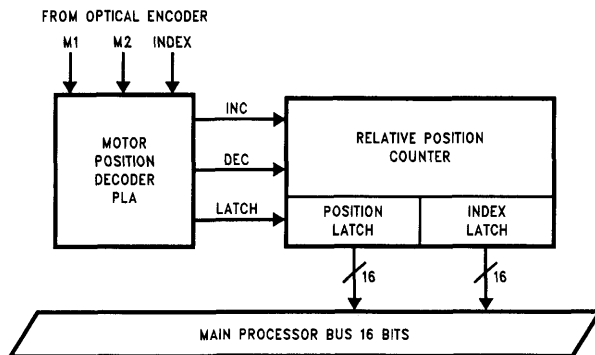 FROM OPTICAL ENCODER
M1 M2 INDEX
INC
MOTOR
POSITION
DECODER
PLA
RELATIVE POSITION
COUNTER
DEC
LATCH
POSITION
LATCH
INDEX
LATCH
16
16
MAIN PROCESSOR BUS 16 BITS